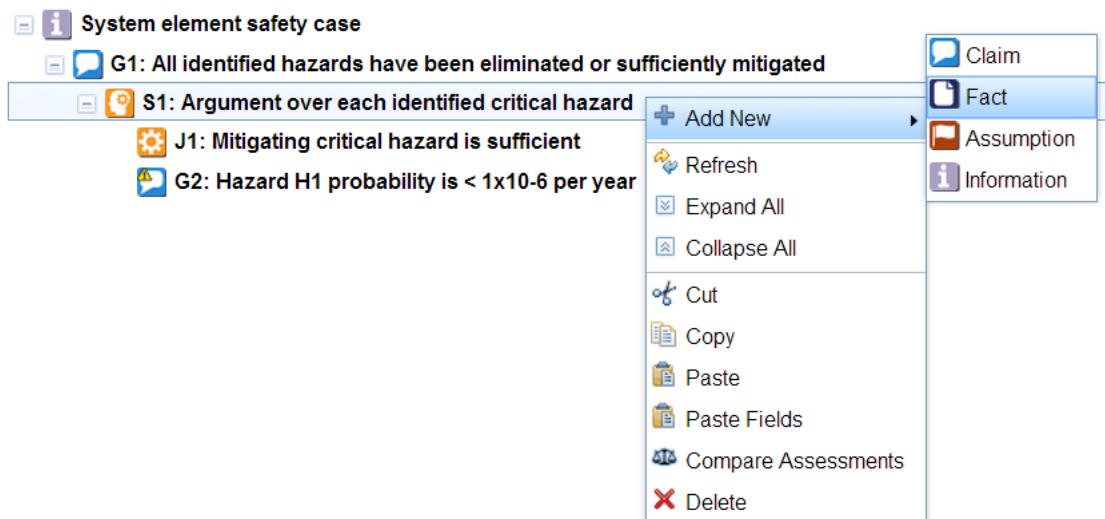 System element safety case
G1: All identified hazards have been eliminated or sufficiently mitigated
S1: Argument over each identified critical hazard
J1: Mitigating critical hazard is sufficient
G2: Hazard H1 probability is < 1x10-6 per year
Add New
Refresh
Expand All
Collapse All
Cut
Copy
Paste
Paste Fields
Compare Assessments
Delete
Claim
Fact
Assumption
Information